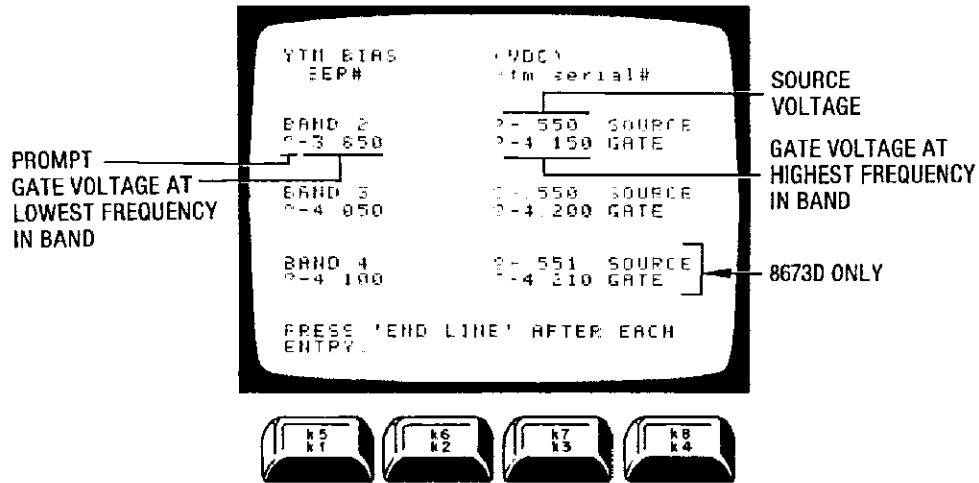 YTM BIAS (VDC)
SER# Ytm serial#
SOURCE
VOLTAGE
BAND 2 ?-.550 SOURCE
?-3.650 ?-4.150 GATE
PROMPT
GATE VOLTAGE AT
LOWEST FREQUENCY
IN BAND
GATE VOLTAGE AT
HIGHEST FREQUENCY
IN BAND
BAND 3 ?-.550 SOURCE
?-4.050 ?-4.200 GATE
BAND 4 ?-.551 SOURCE
?-4.100 ?-4.210 GATE
8673D ONLY
PRESS 'END LINE' AFTER EACH
ENTRY.
k5 k6 k7 k8
k1 k2 k3 k4